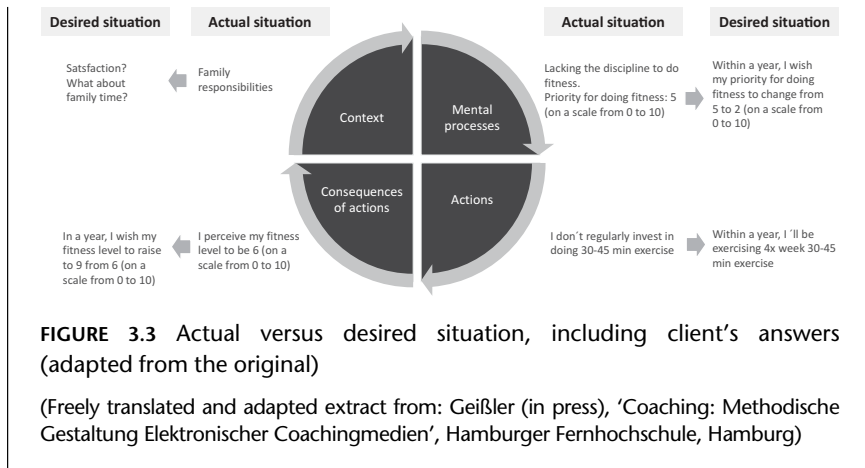 Desired situation
Actual situation
Actual situation
Desired situation
Satisfaction?
What about
family time?
Family
responsibilities
Context
Mental
processes
Lacking the discipline to do
fitness.
Priority for doing fitness: 5
(on a scale from 0 to 10)
Within a year, I wish
my priority for doing
fitness to change from
5 to 2 (on a scale from
0 to 10)
In a year, I wish my
fitness level to raise
to 9 from 6 (on a
scale from 0 to 10)
I perceive my fitness
level to be 6 (on a
scale from 0 to 10)
Consequences
of actions
Actions
I don´t regularly invest in
doing 30-45 min exercise
Within a year, I ´ll be
exercising 4x week 30-45
min exercise
FIGURE 3.3 Actual versus desired situation, including client’s answers
(adapted from the original)
(Freely translated and adapted extract from: Geißler (in press), ‘Coaching: Methodische
Gestaltung Elektronischer Coachingmedien’, Hamburger Fernhochschule, Hamburg)